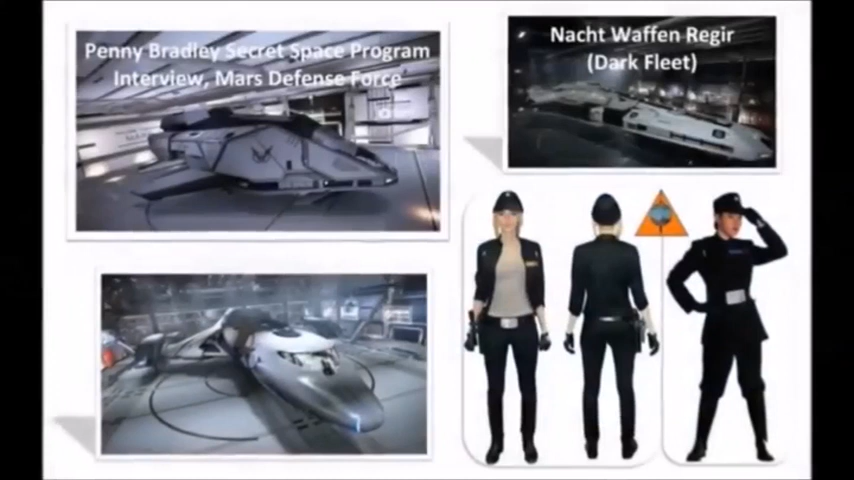 Penny Bradley Secret Space Program
Interview, Mars Defense Force
Nacht Waffen Regir
(Dark Fleet)